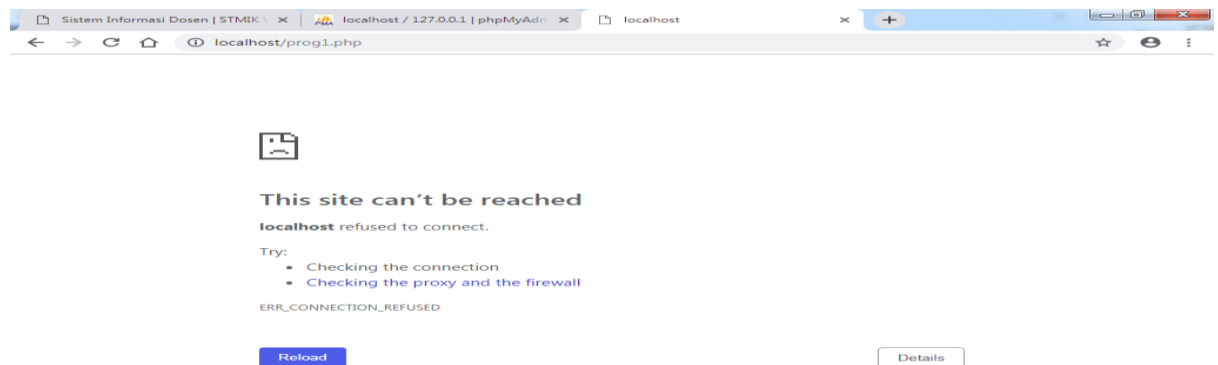 Sistem Informasi Dosen | STMIK
localhost / 127.0.0.1 | phpMyAdn
localhost
localhost/prog1.php
This site can't be reached
localhost refused to connect.
Try:
• Checking the connection
• Checking the proxy and the firewall
ERR_CONNECTION_REFUSED
Reload
Details